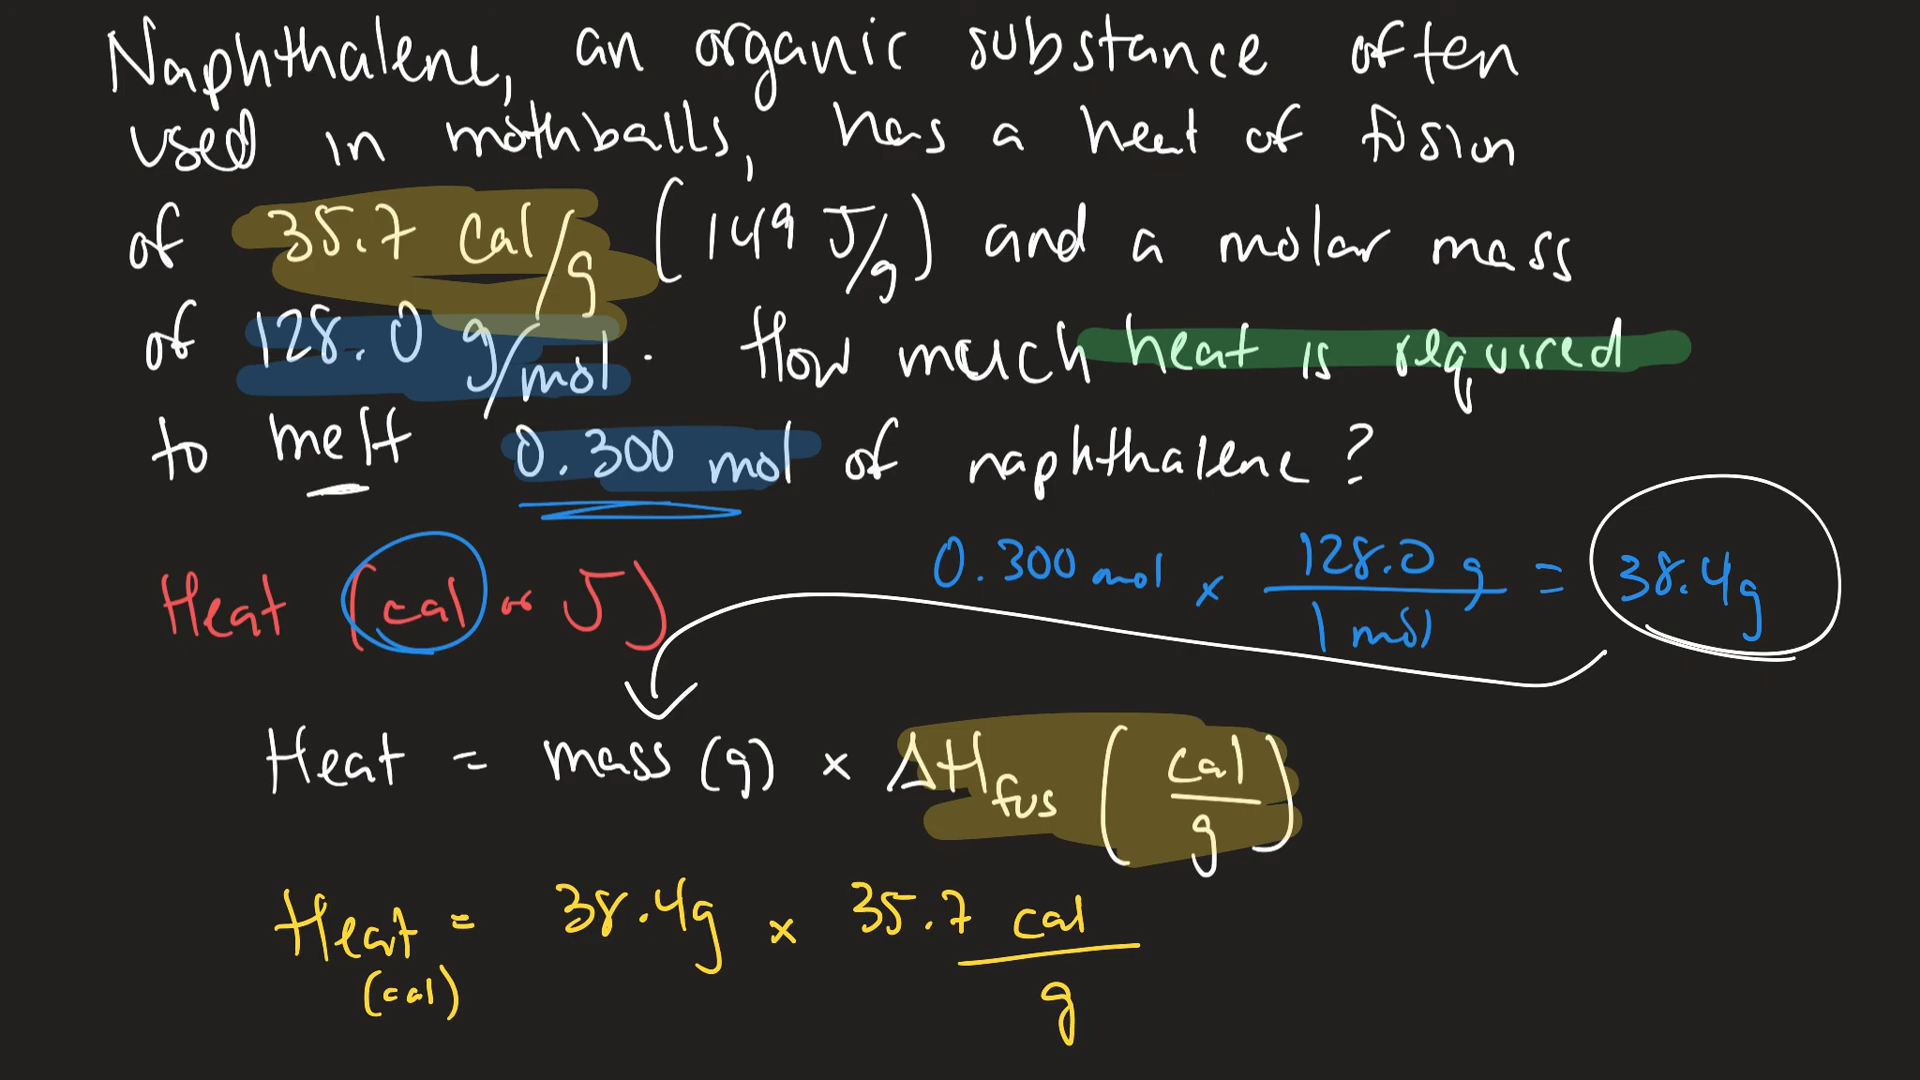 Naphthalene, an organic substance often
used in mothballs, has a heat of fusion
of 35.7 cal/g (149 J/g) and a molar mass
of 128.0 g/mol. How much heat is required
to melt 0.300 mol of naphthalene?
Heat (cal or J)
0.300 mol × 128.0 g / 1 mol = 38.4g
Heat = mass (g) × ΔHfus (cal/g)
Heat = 38.4g × 35.7 cal/g
(cal)